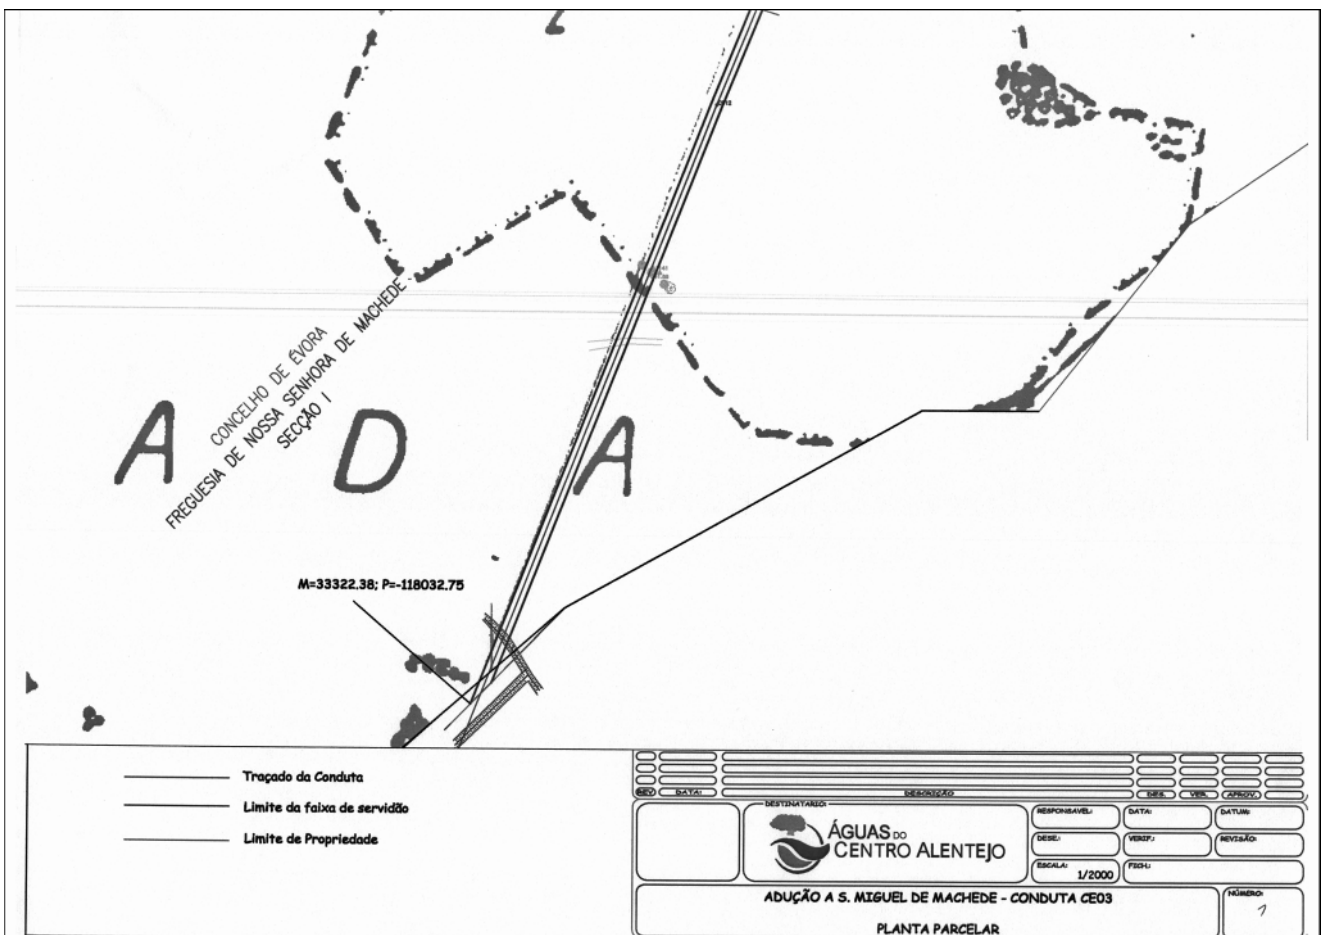 CONCELHO DE ÉVORA
FREGUESIA DE NOSSA SENHORA DE MACHEDE
SECÇÃO I
A D A
M=33322.38; P=-118032.75
Traçado da Conduta
Limite da faixa de servidão
Limite de Propriedade
REV DATA: DESCRIÇÃO DES. VER. APROV.
DESTINATARIO:
ÁGUAS DO
CENTRO ALENTEJO
RESPONSAVEL: DATA: DATUM:
DESE.: VERIF.: REVISÃO:
ESCALA: 1/2000 FICH.:
ADUÇÃO A S. MIGUEL DE MACHEDE - CONDUTA CE03
PLANTA PARCELAR
NÚMERO: